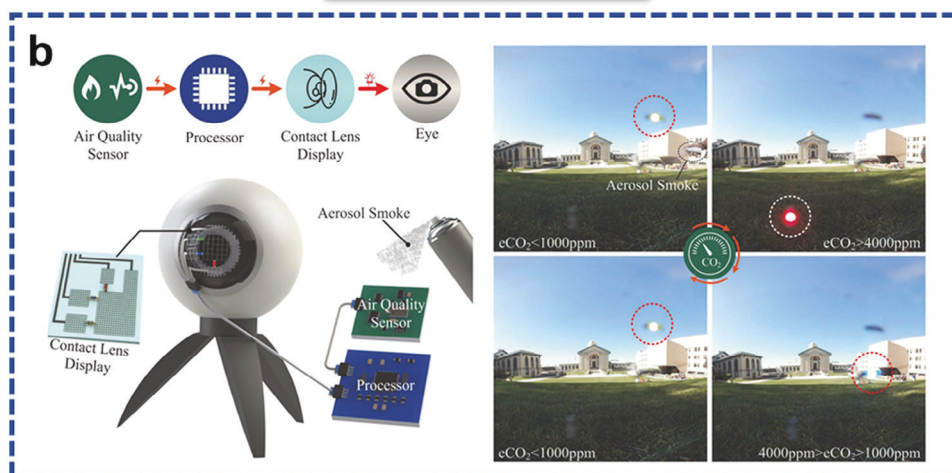 b
Air Quality
Sensor
Processor
Contact Lens
Display
Eye
Aerosol Smoke
Air Quality
Sensor
Processor
Contact Lens
Display
Aerosol Smoke
eCO₂<1000ppm
eCO₂>4000ppm
CO₂
eCO₂<1000ppm
4000ppm>eCO₂>1000ppm